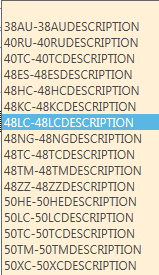 38AU-38AUDESCRIPTION
40RU-40RUDESCRIPTION
40TC-40TCDESCRIPTION
48ES-48ESDESCRIPTION
48HC-48HCDESCRIPTION
48KC-48KCDESCRIPTION
48LC-48LCDESCRIPTION
48NG-48NGDESCRIPTION
48TC-48TCDESCRIPTION
48TM-48TMDESCRIPTION
48ZZ-48ZZDESCRIPTION
50HE-50HEDESCRIPTION
50LC-50LCDESCRIPTION
50TC-50TCDESCRIPTION
50TM-50TMDESCRIPTION
50XC-50XCDESCRIPTION